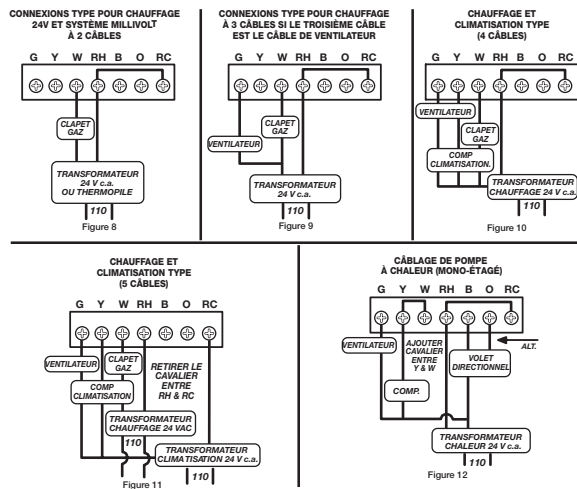 CONNEXIONS TYPE POUR CHAUFFAGE
24V ET SYSTÈME MILLIVOLT
À 2 CÂBLES
G Y W RH B O RC
CLAPET
GAZ
TRANSFORMATEUR
24 V c.a.
OU THERMOPILE
110
Figure 8
CONNEXIONS TYPE POUR CHAUFFAGE
À 3 CÂBLES SI LE TROISIÈME CÂBLE
EST LE CÂBLE DE VENTILATEUR
G Y W RH B O RC
CLAPET
GAZ
VENTILATEUR
TRANSFORMATEUR
24 V c.a.
110
Figure 9
CHAUFFAGE ET
CLIMATISATION TYPE
(4 CÂBLES)
G Y W RH B O RC
VENTILATEUR
CLAPET
GAZ
COMP
CLIMATISATION.
TRANSFORMATEUR
CHAUFFAGE 24 V c.a.
110
Figure 10
CHAUFFAGE ET
CLIMATISATION TYPE
(5 CÂBLES)
G Y W RH B O RC
VENTILATEUR
CLAPET
GAZ
RETIRER LE
CAVALIER
ENTRE
RH & RC
COMP
CLIMATISATION
TRANSFORMATEUR
CHAUFFAGE 24 VAC
110
TRANSFORMATEUR
CLIMATISATION 24 V c.a.
110
Figure 11
CÂBLAGE DE POMPE
À CHALEUR (MONO-ÉTAGÉ)
G Y W RH B O RC
VENTILATEUR
AJOUTER
CAVALIER
ENTRE
Y & W
ALT.
VOLET
DIRECTIONNEL
COMP.
TRANSFORMATEUR
CHALEUR 24 V c.a.
110
Figure 12